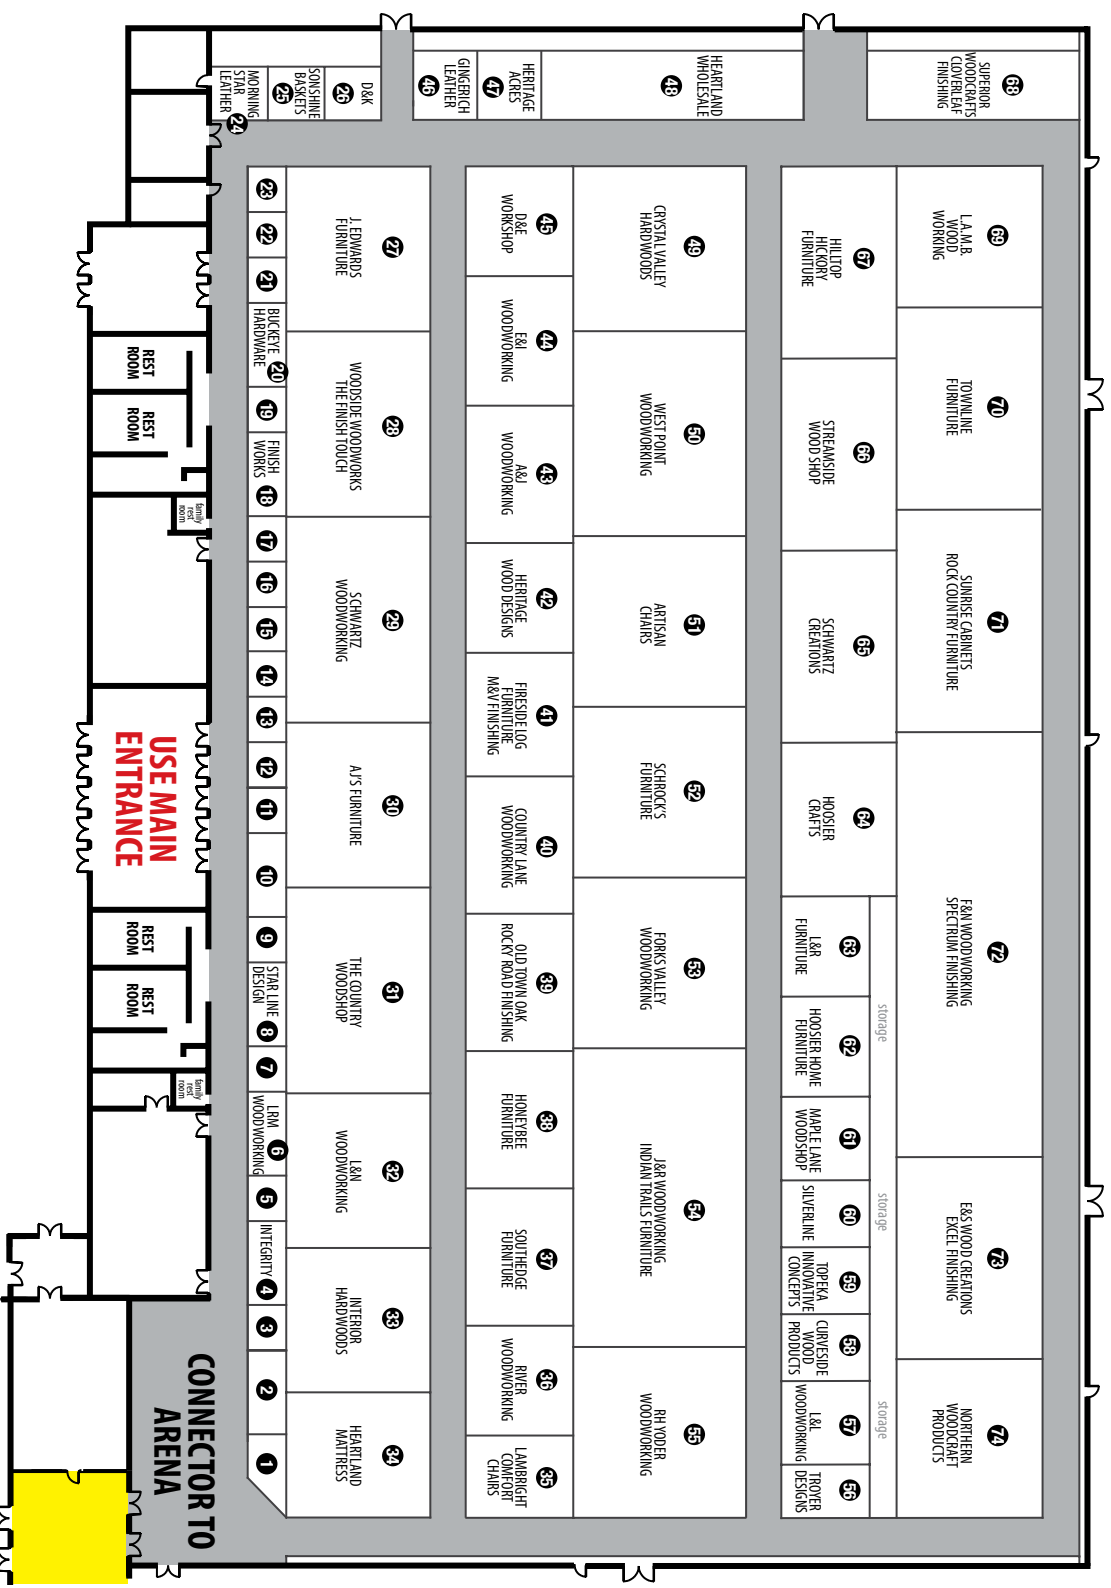 68
SUPERIOR
WOODCRAFTS
CLOVERLEAF
FINISHING
48
HEARTLAND
WHOLESALE
47
HERITAGE
ACRES
46
GINGERICH
LEATHER
26
D&K
25
SONSHINE
BASKETS
24
MORNING
STAR
LEATHER
69
L.A.M.B.
WOOD
WORKING
70
TOWNLINE
FURNITURE
71
SUNRISE CABINETS
ROCK COUNTRY FURNITURE
72
F&N WOODWORKING
SPECTRUM FINISHING
73
E&S WOOD CREATIONS
EXCEL FINISHING
74
NORTHERN
WOODCRAFT
PRODUCTS
storage
storage
storage
67
HILLTOP
HICKORY
FURNITURE
66
STREAMSIDE
WOOD SHOP
65
SCHWARTZ
CREATIONS
64
HOOSIER
CRAFTS
63
L&R
FURNITURE
62
HOOSIER HOME
FURNITURE
61
MAPLE LANE
WOODSHOP
60
SILVERLINE
59
TOPEKA
INNOVATIVE
CONCEPTS
58
CURVESIDE
WOOD
PRODUCTS
57
L&L
WOODWORKING
56
TROYER
DESIGNS
49
CRYSTAL VALLEY
HARDWOODS
50
WEST POINT
WOODWORKING
51
ARTISAN
CHAIRS
52
SCHROCK'S
FURNITURE
53
FORKS VALLEY
WOODWORKING
54
J&R WOODWORKING
INDIAN TRAILS FURNITURE
55
RH YODER
WOODWORKING
45
D&E
WORKSHOP
44
E&I
WOODWORKING
43
A&J
WOODWORKING
42
HERITAGE
WOOD DESIGNS
41
FIRESIDE LOG
FURNITURE
M&V FINISHING
40
COUNTRY LANE
WOODWORKING
39
OLD TOWN OAK
ROCKY ROAD FINISHING
38
HONEYBEE
FURNITURE
37
SOUTHEDGE
FURNITURE
36
RIVER
WOODWORKING
35
LAMBRIGHT
COMFORT
CHAIRS
27
J. EDWARDS
FURNITURE
28
WOODSIDE WOODWORKS
THE FINISH TOUCH
29
SCHWARTZ
WOODWORKING
30
AJ'S FURNITURE
31
THE COUNTRY
WOODSHOP
32
L&N
WOODWORKING
33
INTERIOR
HARDWOODS
34
HEARTLAND
MATTRESS
23
22
21
BUCKEYE
HARDWARE
20
19
FINISH
WORKS
18
17
16
15
14
13
12
11
10
9
STAR LINE
DESIGN
8
7
LRM
WOODWORKING
6
5
INTEGRITY
4
3
2
1
REST
ROOM
REST
ROOM
family
rest
room
USE MAIN
ENTRANCE
REST
ROOM
REST
ROOM
family
rest
room
CONNECTOR TO
ARENA